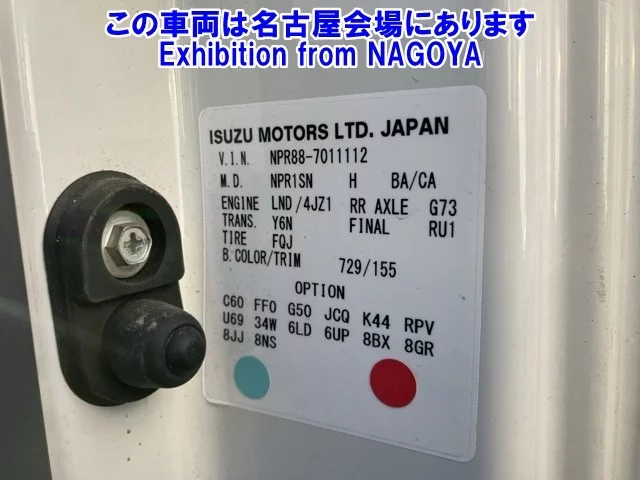 この車両は名古屋会場にあります
Exhibition from NAGOYA
ISUZU MOTORS LTD. JAPAN
V.I.N. NPR88-7011112
M.D. NPR1SN H BA/CA
ENGINE LND/4JZ1 RR AXLE G73
TRANS. Y6N FINAL RU1
TIRE FQJ
B.COLOR/TRIM 729/155
OPTION
C60 FF0 G50 JCQ K44 RPV
U69 34W 6LD 6UP 8BX 8GR
8JJ 8NS